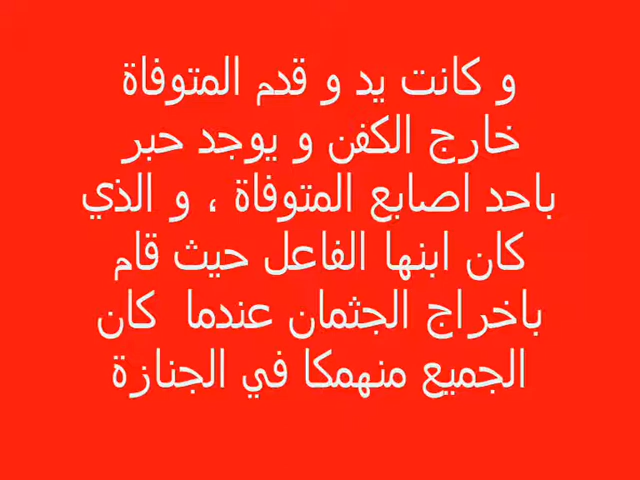 و كانت يد و قدم المتوفاة
خارج الكفن و يوجد حبر
باحد اصابع المتوفاة ، و الذي
كان ابنها الفاعل حيث قام
باخراج الجثمان عندما كان
الجميع منهمكا في الجنازة